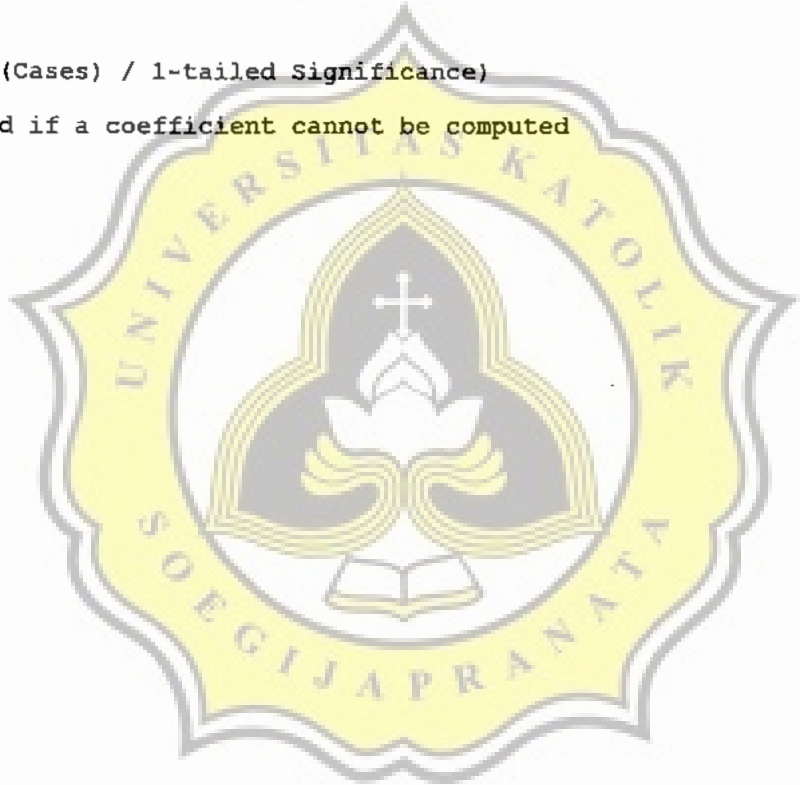 (Cases) / 1-tailed Significance)
d if a coefficient cannot be computed
UNIVERSITAS KATOLIK
SOEGIJAPRANATA